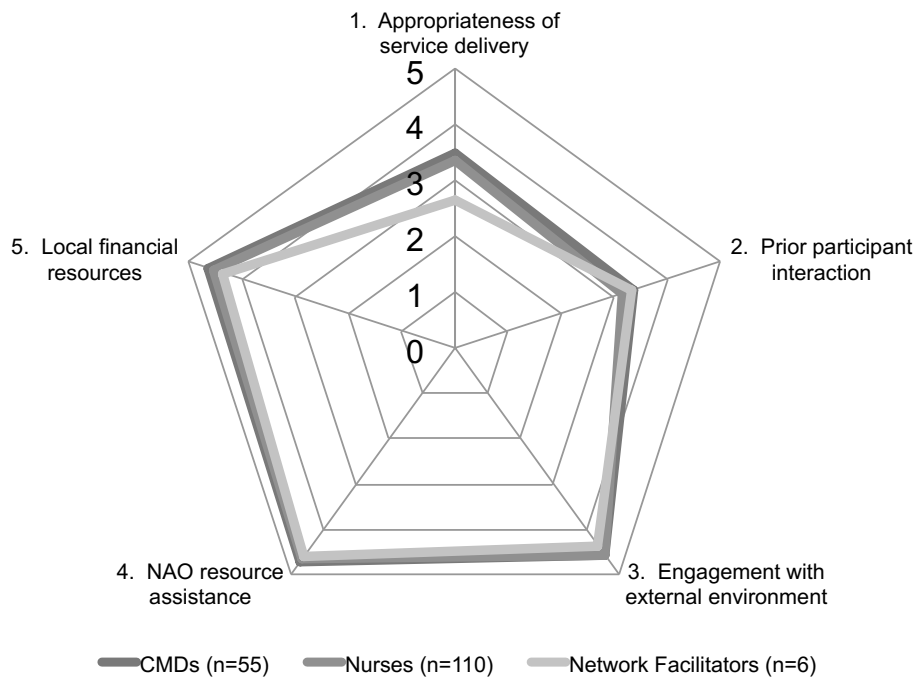 1. Appropriateness of
service delivery
5
4
3
2
1
0
5. Local financial
resources
2. Prior participant
interaction
4. NAO resource
assistance
3. Engagement with
external environment
CMDs (n=55) Nurses (n=110) Network Facilitators (n=6)